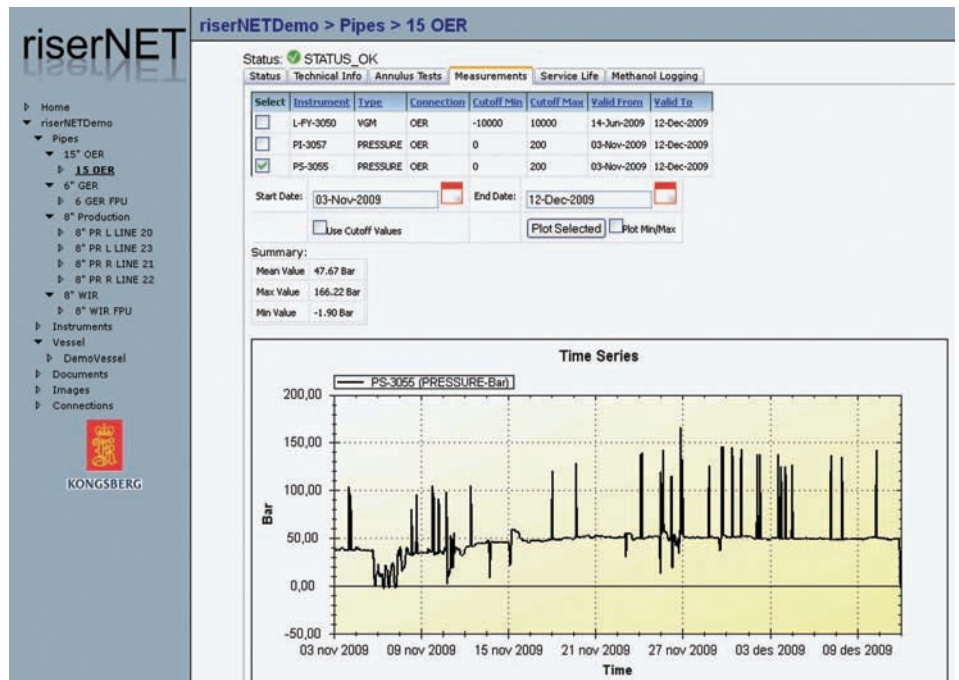 riserNET
riserNETDemo > Pipes > 15 OER
Home
riserNETDemo
Pipes
15" OER
15 OER
6" GER
6 GER FPU
8" Production
8" PR L LINE 20
8" PR L LINE 23
8" PR R LINE 21
8" PR R LINE 22
8" WIR
8" WIR FPU
Instruments
Vessel
DemoVessel
Documents
Images
Connections
KONGSBERG
Status: STATUS_OK
Status Technical Info Annulus Tests Measurements Service Life Methanol Logging
Select Instrument Type Connection Cutoff Min Cutoff Max Valid From Valid To
L-FY-3050 VGM OER -10000 10000 14-Jun-2009 12-Dec-2009
PI-3057 PRESSURE OER 0 200 03-Nov-2009 12-Dec-2009
PS-3055 PRESSURE OER 0 200 03-Nov-2009 12-Dec-2009
Start Date: 03-Nov-2009 End Date: 12-Dec-2009
Use Cutoff Values Plot Selected Plot Min/Max
Summary:
Mean Value 47.67 Bar
Max Value 166.22 Bar
Min Value -1.90 Bar
Time Series
PS-3055 (PRESSURE-Bar)
200,00
150,00
100,00
50,00
0,00
-50,00
Bar
03 nov 2009 09 nov 2009 15 nov 2009 21 nov 2009 27 nov 2009 03 des 2009 09 des 2009
Time